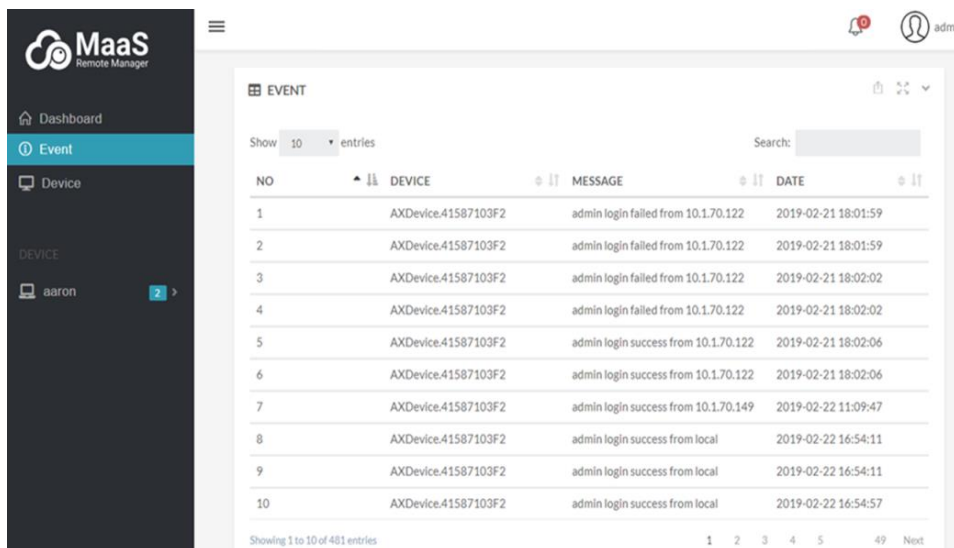 MaaS
Remote Manager
0
adm
Dashboard
Event
Device
DEVICE
aaron 2
EVENT
Show 10 entries Search:
NO DEVICE MESSAGE DATE
1 AXDevice.41587103F2 admin login failed from 10.1.70.122 2019-02-21 18:01:59
2 AXDevice.41587103F2 admin login failed from 10.1.70.122 2019-02-21 18:01:59
3 AXDevice.41587103F2 admin login failed from 10.1.70.122 2019-02-21 18:02:02
4 AXDevice.41587103F2 admin login failed from 10.1.70.122 2019-02-21 18:02:02
5 AXDevice.41587103F2 admin login success from 10.1.70.122 2019-02-21 18:02:06
6 AXDevice.41587103F2 admin login success from 10.1.70.122 2019-02-21 18:02:06
7 AXDevice.41587103F2 admin login success from 10.1.70.149 2019-02-22 11:09:47
8 AXDevice.41587103F2 admin login success from local 2019-02-22 16:54:11
9 AXDevice.41587103F2 admin login success from local 2019-02-22 16:54:11
10 AXDevice.41587103F2 admin login success from local 2019-02-22 16:54:57
Showing 1 to 10 of 481 entries 1 2 3 4 5 49 Next